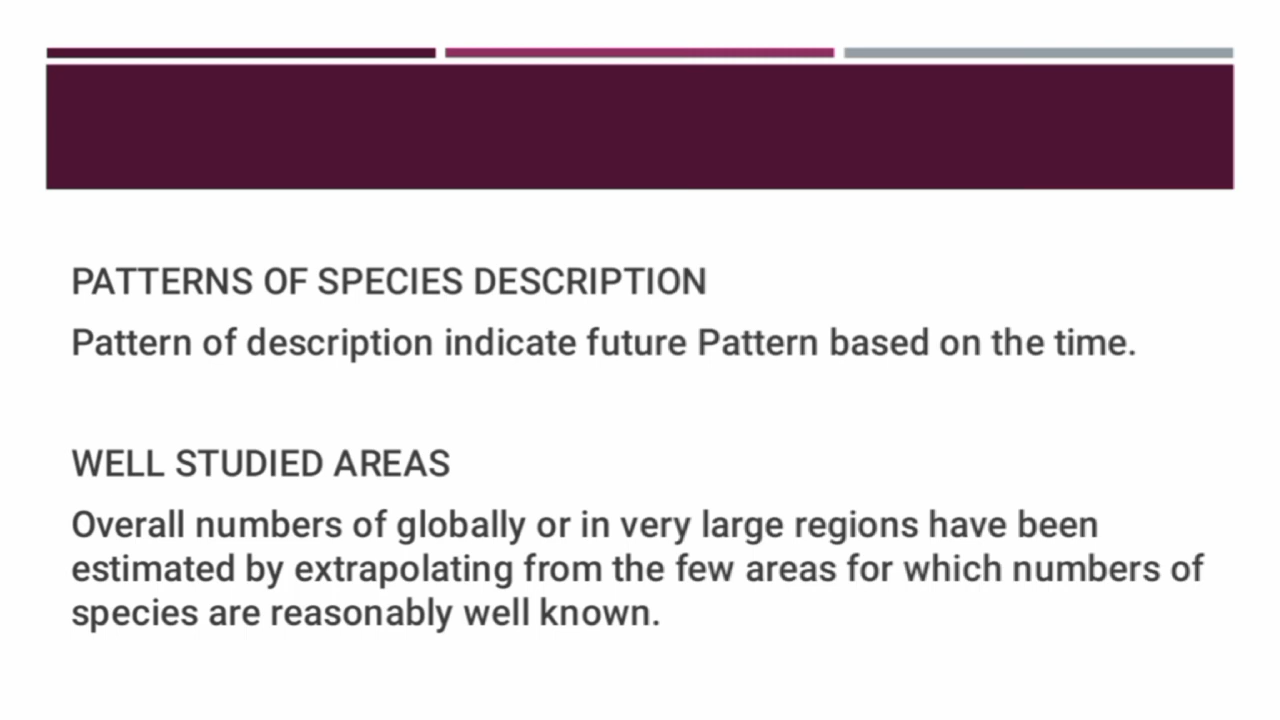 PATTERNS OF SPECIES DESCRIPTION
Pattern of description indicate future Pattern based on the time.
WELL STUDIED AREAS
Overall numbers of globally or in very large regions have been
estimated by extrapolating from the few areas for which numbers of
species are reasonably well known.